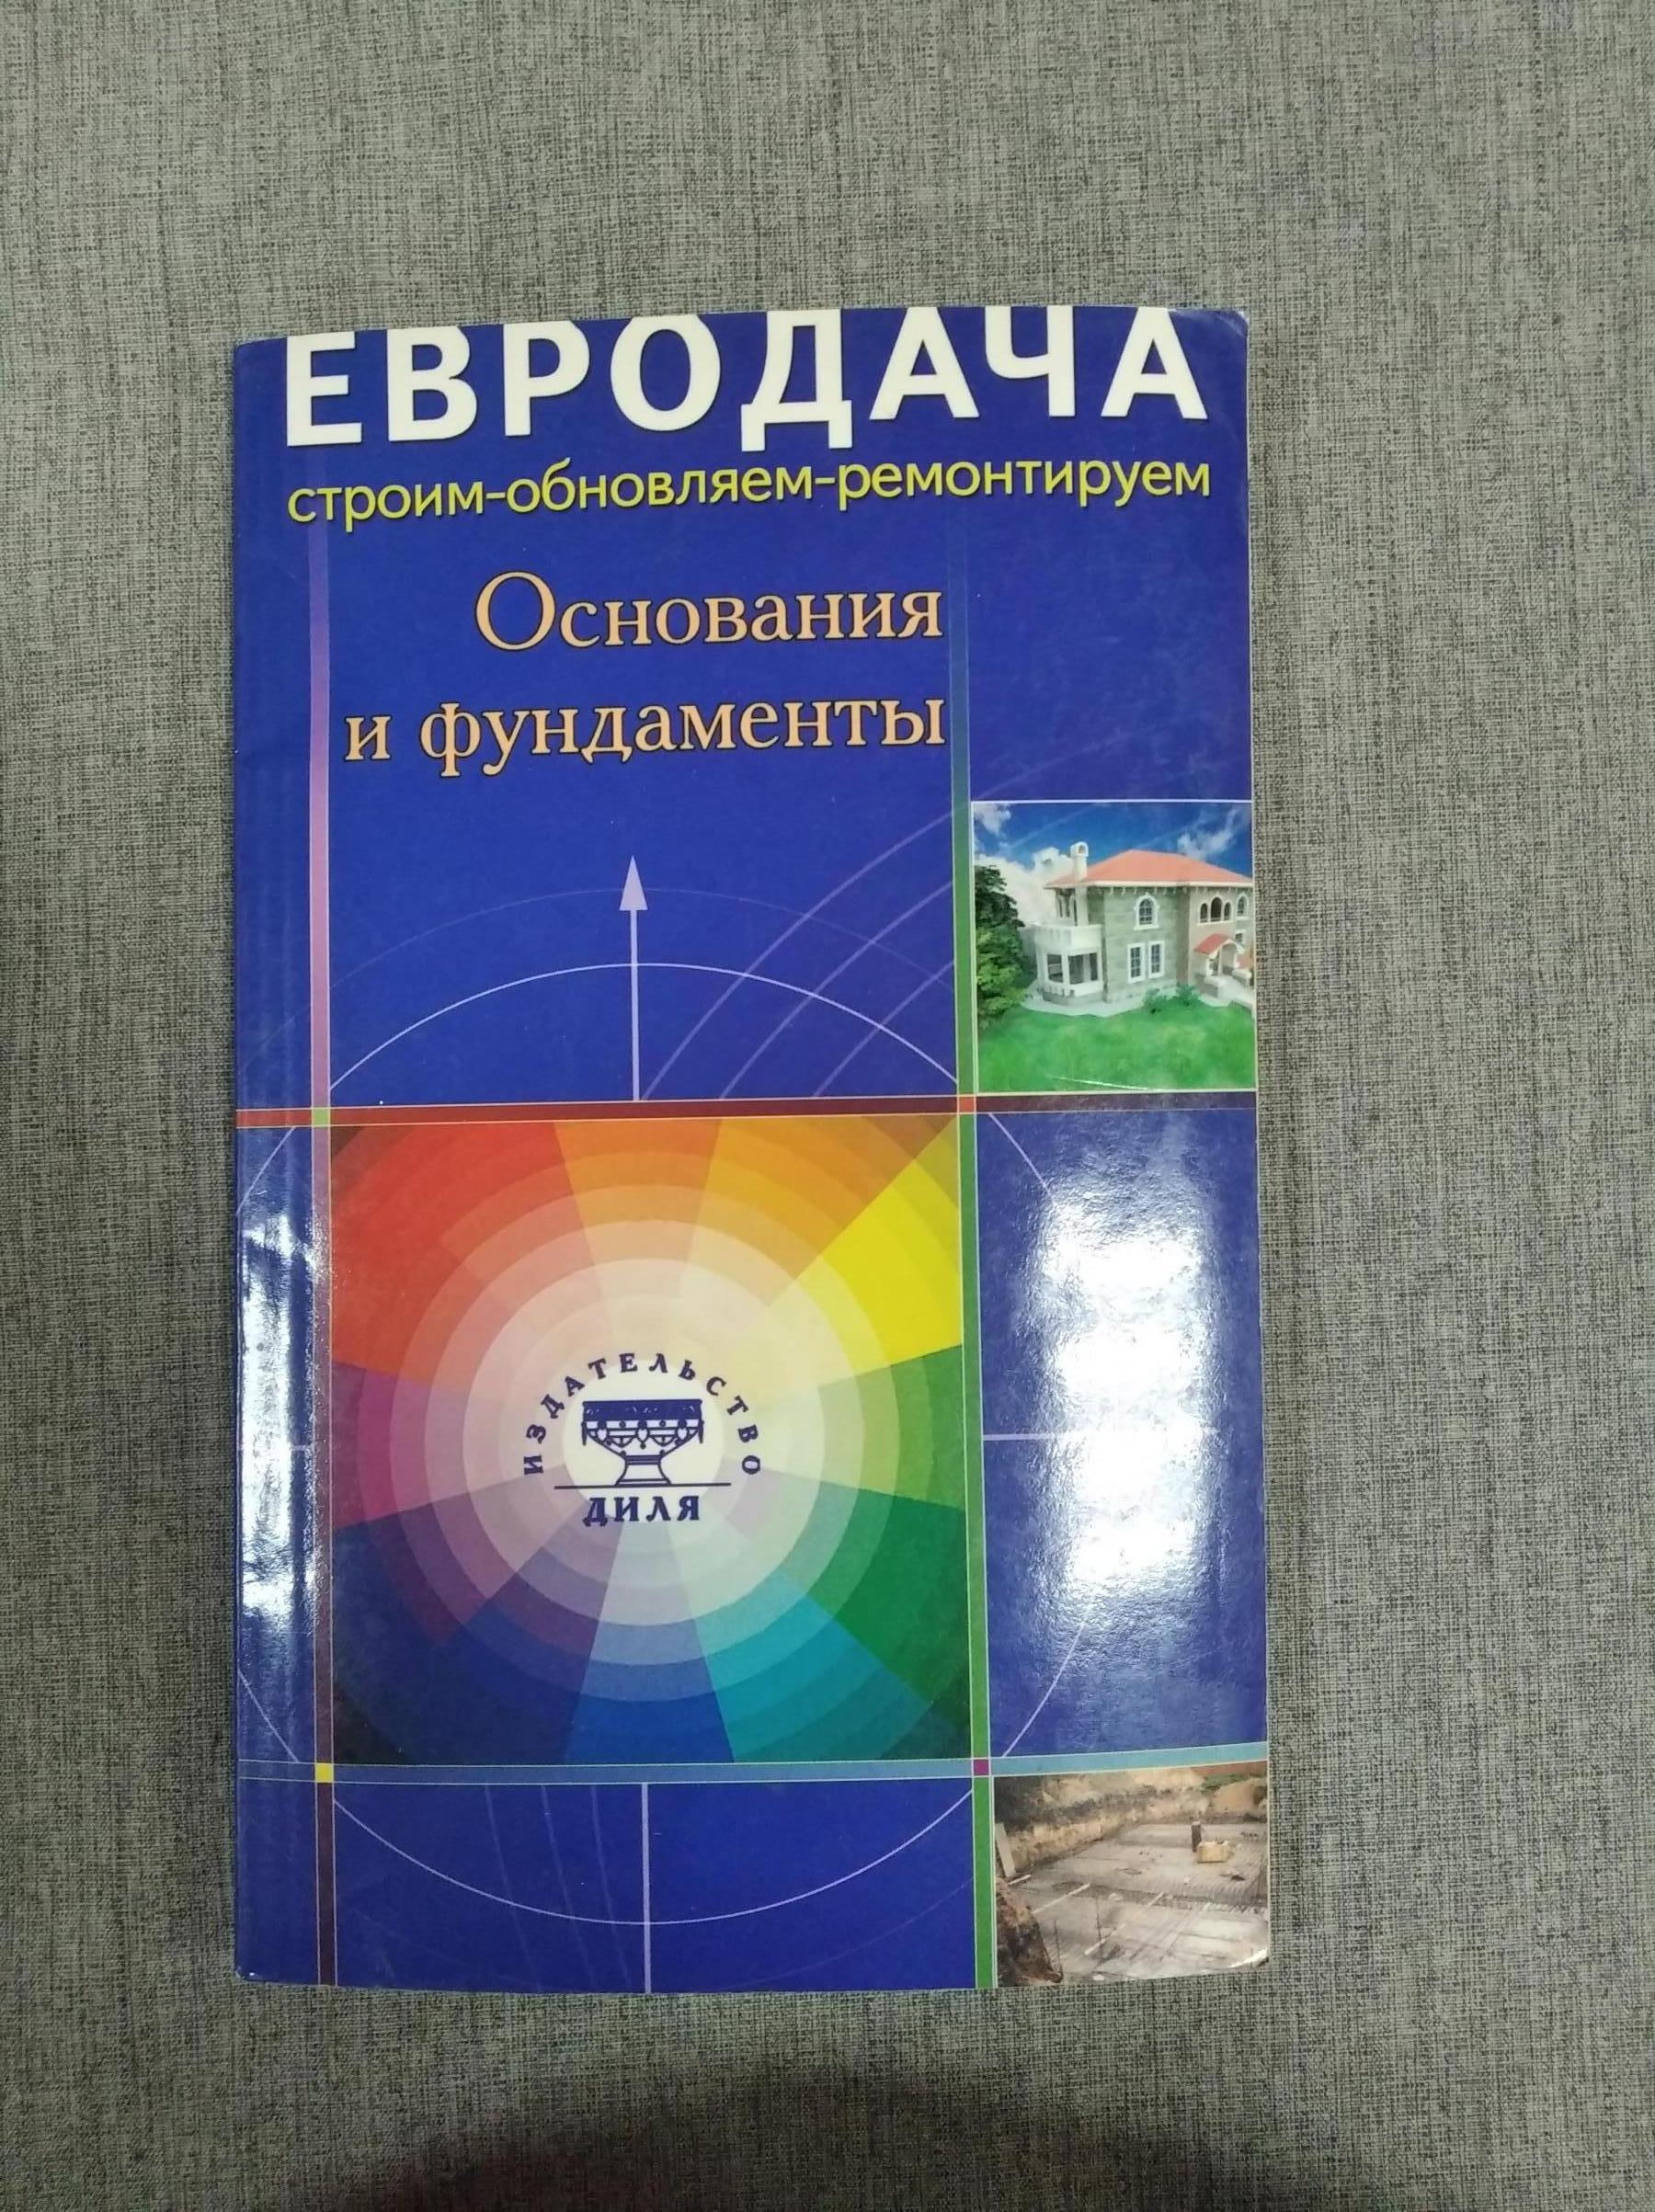 ЕВРОДАЧА
строим-обновляем-ремонтируем
Основания
и фундаменты
ИЗДАТЕЛЬСТВО
ДИЛЯ